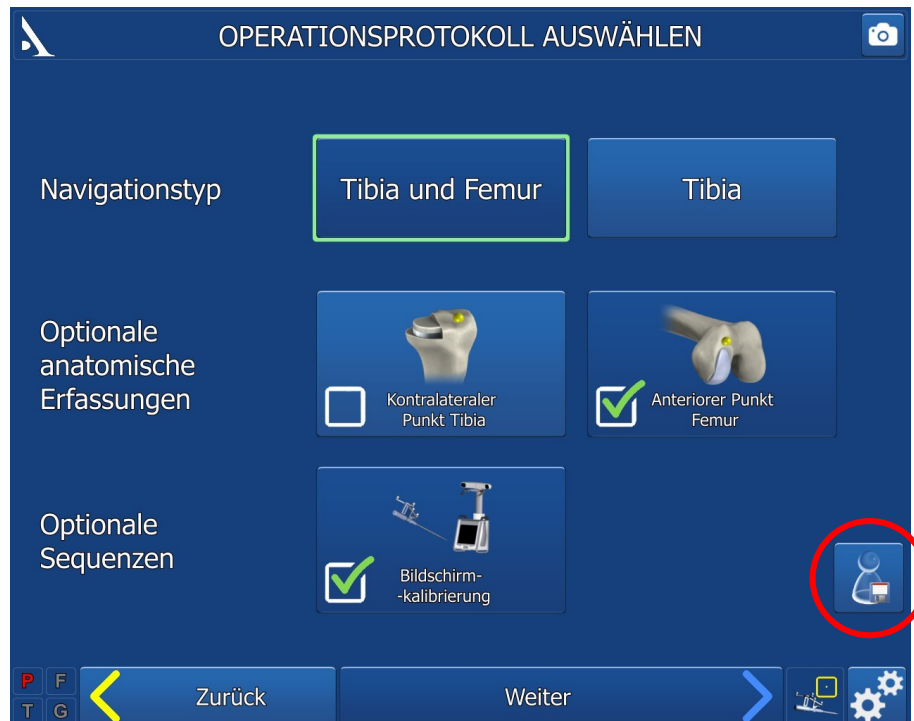 OPERATIONSPROTOKOLL AUSWÄHLEN
Navigationstyp
Tibia und Femur
Tibia
Optionale
anatomische
Erfassungen
Kontralateraler
Punkt Tibia
Anteriorer Punkt
Femur
Optionale
Sequenzen
Bildschirm-
-kalibrierung
P F
T G
Zurück
Weiter